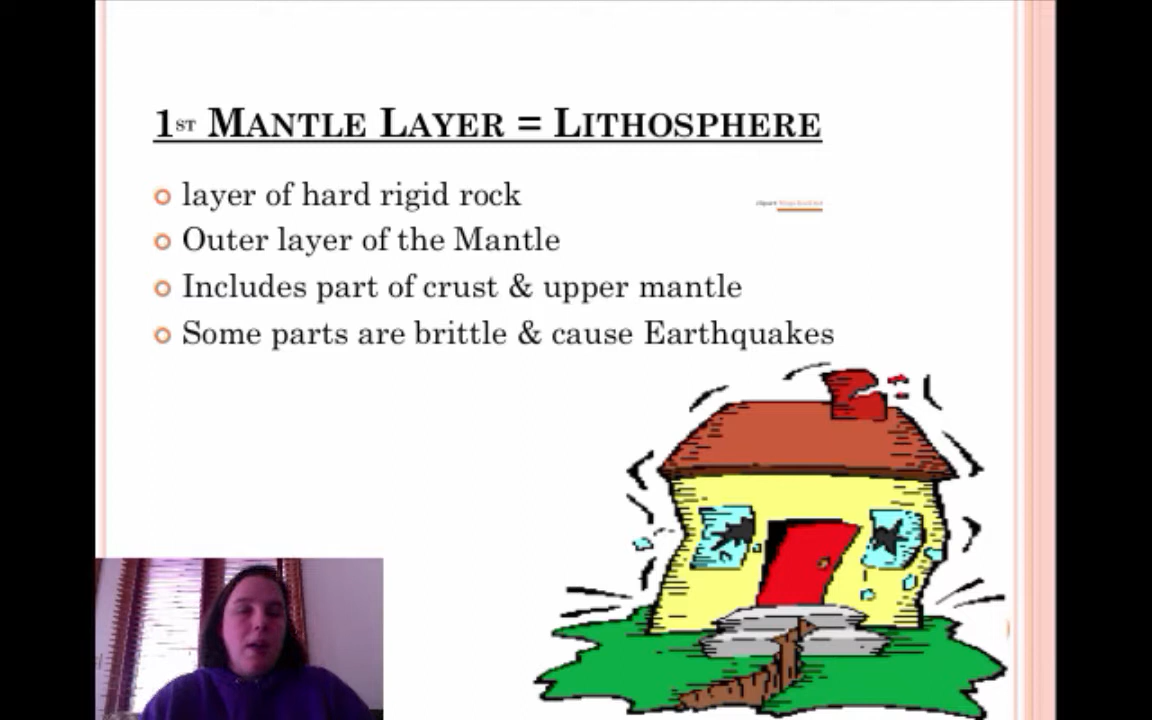 1ST MANTLE LAYER = LITHOSPHERE
layer of hard rigid rock
Outer layer of the Mantle
Includes part of crust & upper mantle
Some parts are brittle & cause Earthquakes